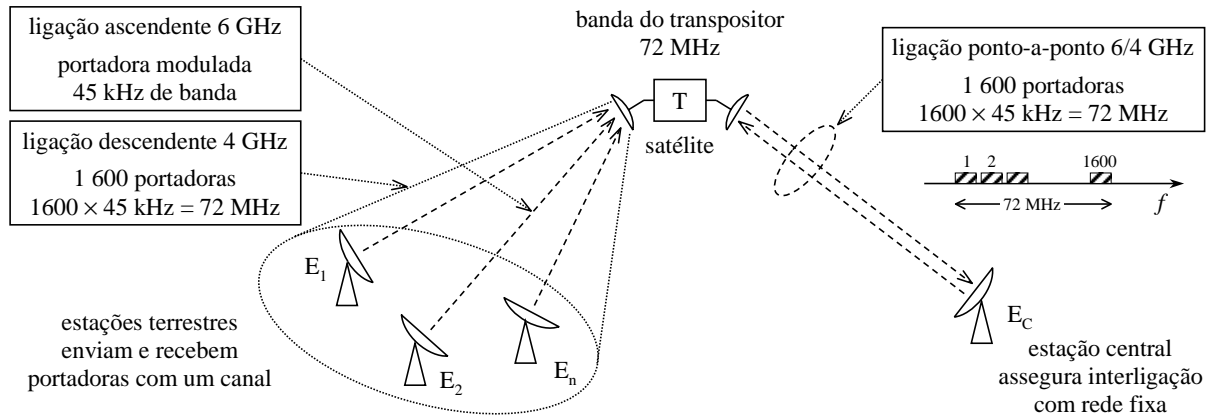 ligação ascendente 6 GHz
portadora modulada
45 kHz de banda
ligação descendente 4 GHz
1 600 portadoras
1600 × 45 kHz = 72 MHz
banda do transpositor
72 MHz
T
satélite
ligação ponto-a-ponto 6/4 GHz
1 600 portadoras
1600 × 45 kHz = 72 MHz
1 2 1600
72 MHz
f
E1
E2
En
EC
estações terrestres
enviam e recebem
portadoras com um canal
estação central
assegura interligação
com rede fixa